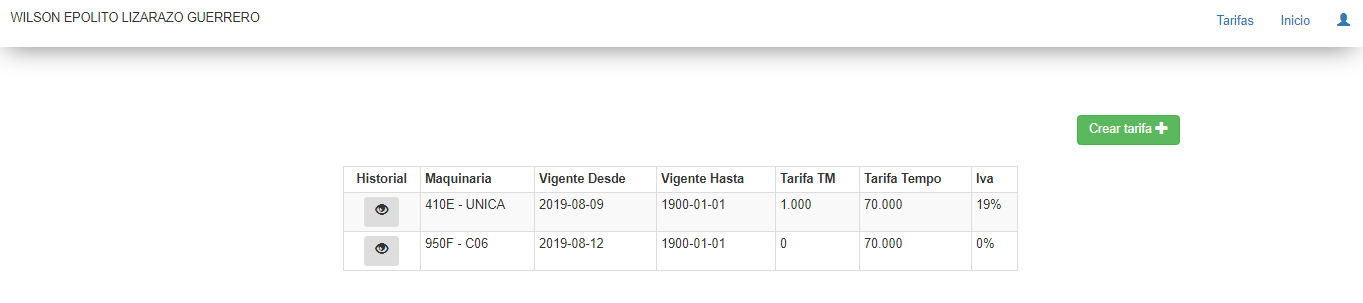 WILSON EPOLITO LIZARAZO GUERRERO Tarifas Inicio
Crear tarifa
Historial Maquinaria Vigente Desde Vigente Hasta Tarifa TM Tarifa Tempo Iva
410E - UNICA 2019-08-09 1900-01-01 1.000 70.000 19%
950F - C06 2019-08-12 1900-01-01 0 70.000 0%